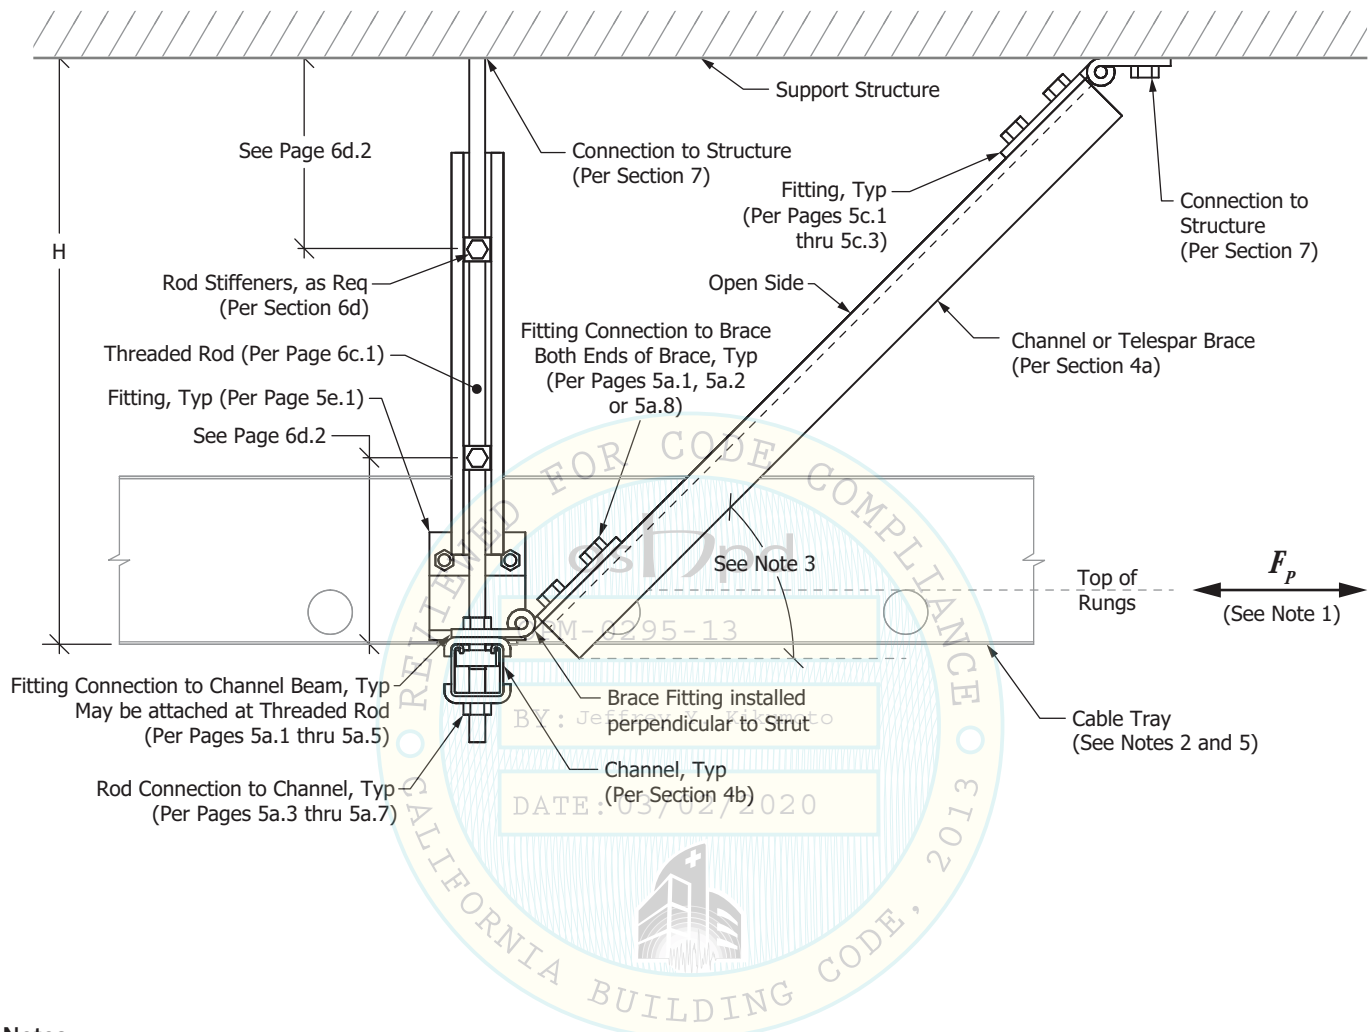 Support Structure
See Page 6d.2
Connection to Structure
(Per Section 7)
Fitting, Typ
(Per Pages 5c.1
thru 5c.3)
Connection to
Structure
(Per Section 7)
H
Rod Stiffeners, as Req
(Per Section 6d)
Open Side
Fitting Connection to Brace
Both Ends of Brace, Typ
(Per Pages 5a.1, 5a.2
or 5a.8)
Channel or Telespar Brace
(Per Section 4a)
Threaded Rod (Per Page 6c.1)
Fitting, Typ (Per Page 5e.1)
See Page 6d.2
REVIEWED FOR CODE COMPLIANCE
oshpd
See Note 3
Top of
Rungs
Fp
(See Note 1)
OPM-0295-13
Fitting Connection to Channel Beam, Typ
May be attached at Threaded Rod
(Per Pages 5a.1 thru 5a.5)
Brace Fitting installed
perpendicular to Strut
BY: Jeffrey Y. Kikumoto
Cable Tray
(See Notes 2 and 5)
Rod Connection to Channel, Typ
(Per Pages 5a.3 thru 5a.7)
Channel, Typ
(Per Section 4b)
DATE: 03/02/2020
CALIFORNIA BUILDING CODE, 2013